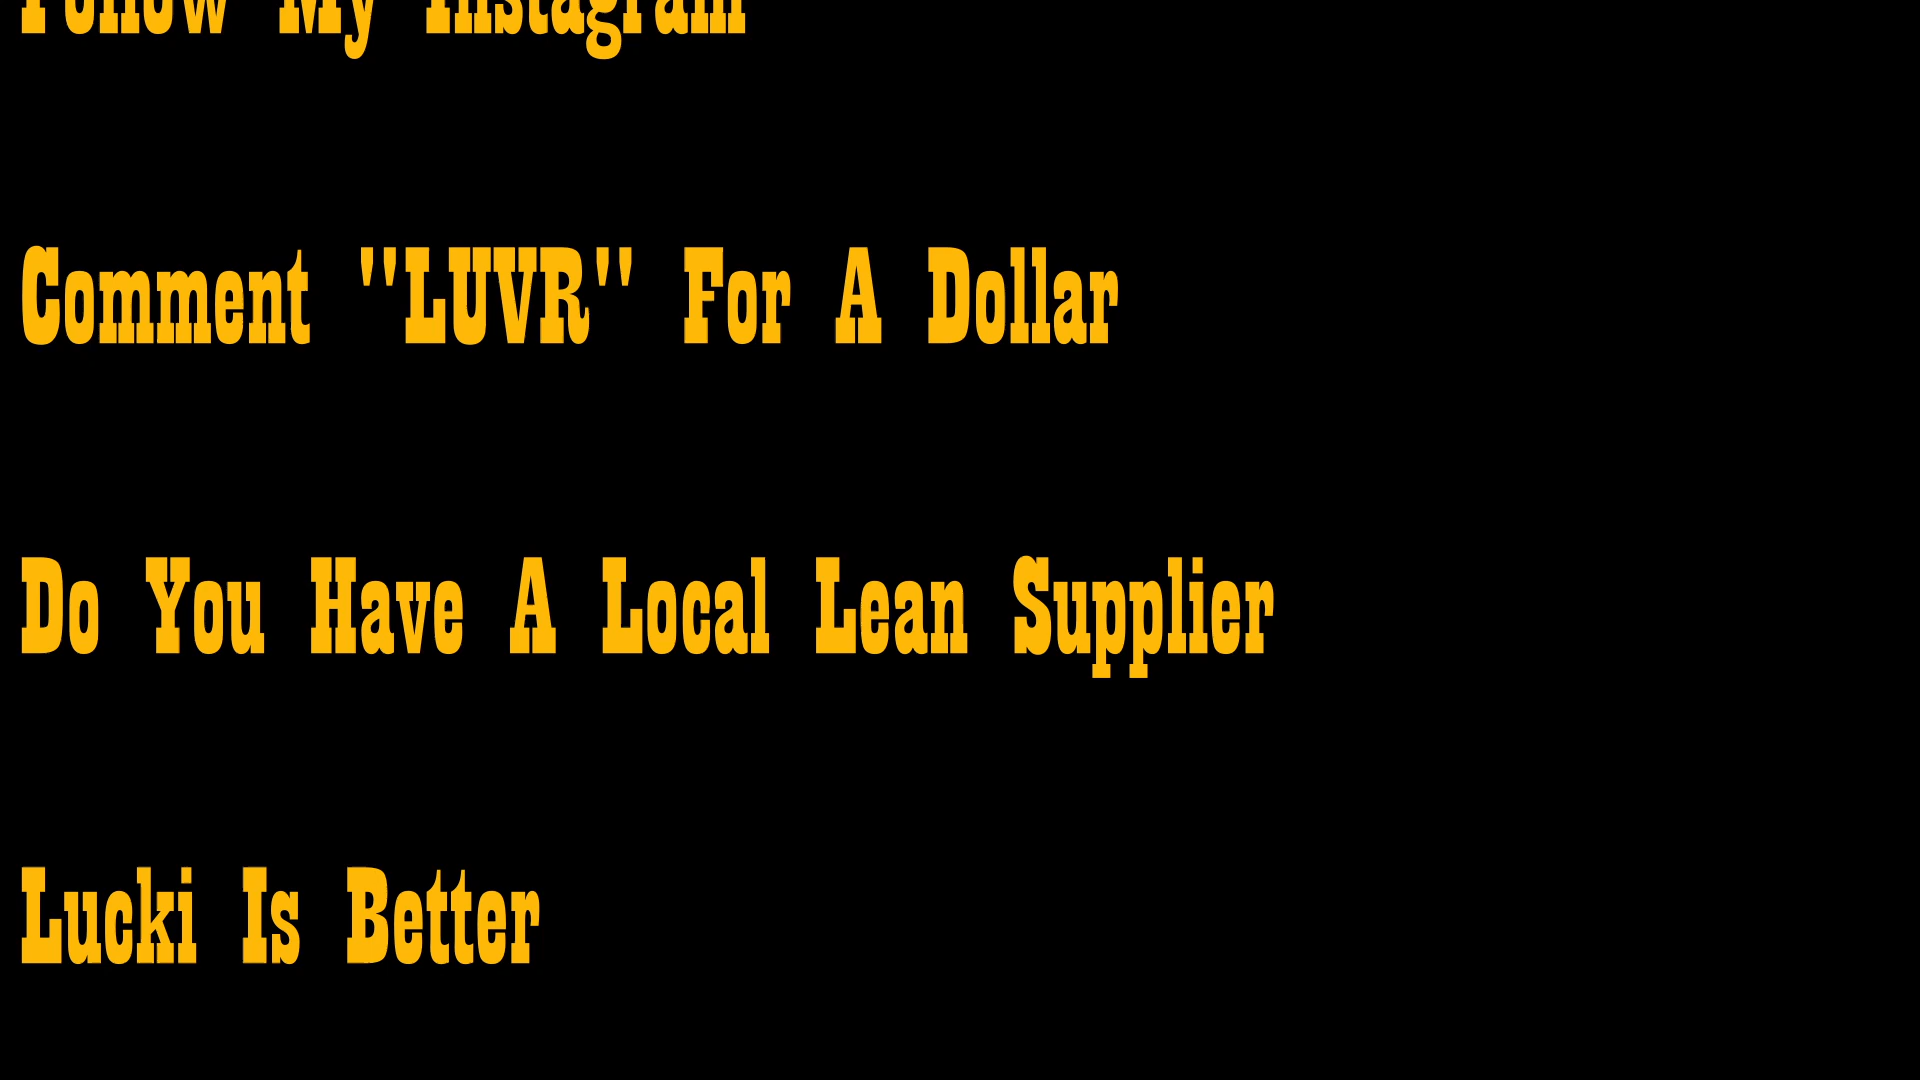 Follow My Instagram
Comment "LUVR" For A Dollar
Do You Have A Local Lean Supplier
Lucki Is Better